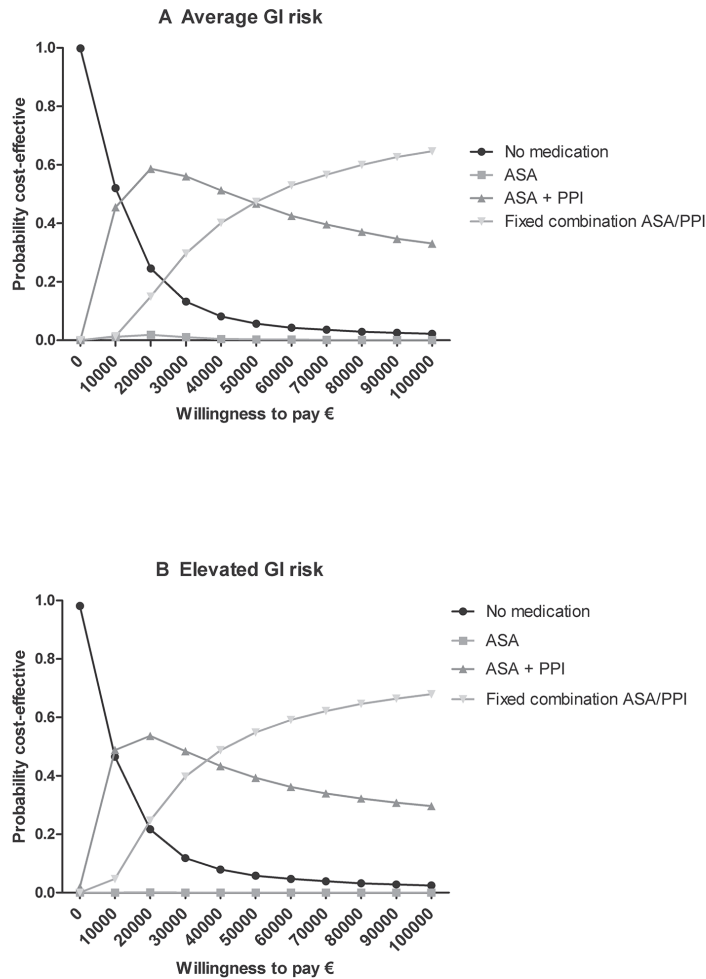 A Average GI risk
1.0
0.8
0.6
0.4
0.2
0.0
Probability cost-effective
0
10000
20000
30000
40000
50000
60000
70000
80000
90000
100000
Willingness to pay €
No medication
ASA
ASA + PPI
Fixed combination ASA/PPI
B Elevated GI risk
1.0
0.8
0.6
0.4
0.2
0.0
Probability cost-effective
0
10000
20000
30000
40000
50000
60000
70000
80000
90000
100000
Willingness to pay €
No medication
ASA
ASA + PPI
Fixed combination ASA/PPI